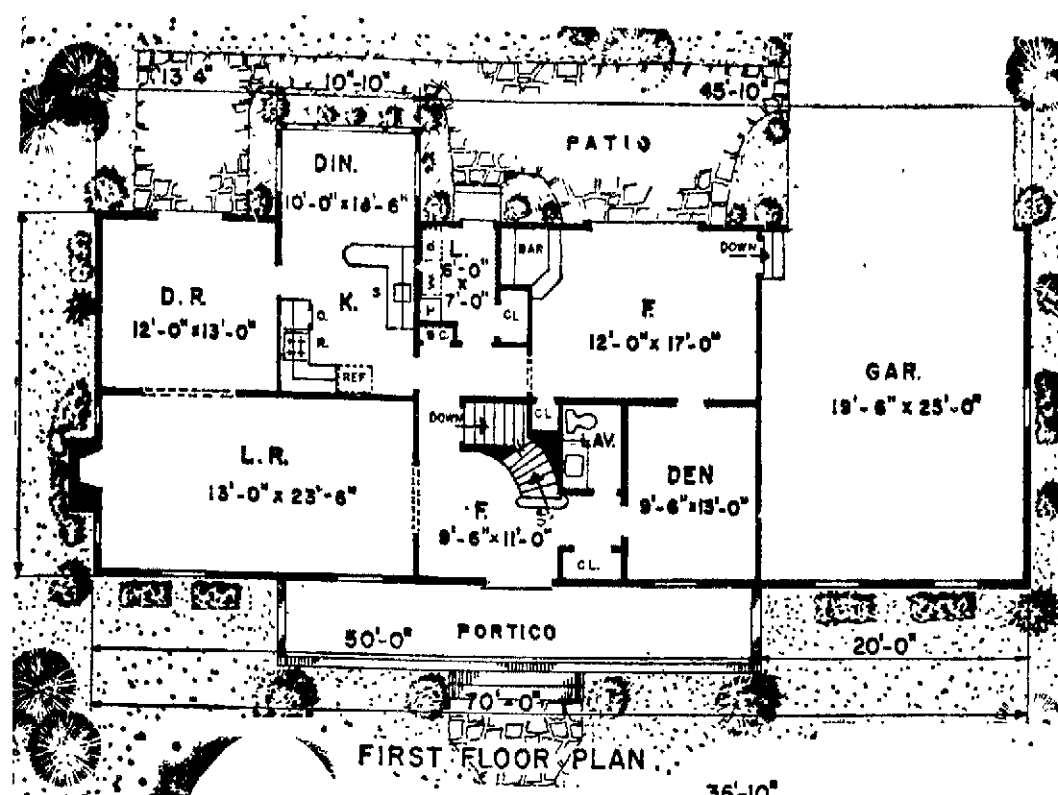 13'-4"
10'-10"
45'-10"
PATIO
DIN.
10'-0" x 18'-6"
D.R.
12'-0" x 13'-0"
K.
S
O.
R.
REF
D
W
H
B.C.
L.
6'-0"
x
7'-0"
BAR
CL
DOWN
F.
12'-0" x 17'-0"
GAR.
19'-6" x 25'-0"
L.R.
13'-0" x 23'-6"
DOWN
CL
LAV.
UP
DEN
9'-6" x 13'-0"
F.
9'-6" x 11'-0"
CL.
PORTICO
50'-0"
20'-0"
70'-0"
FIRST FLOOR PLAN
36'-10"